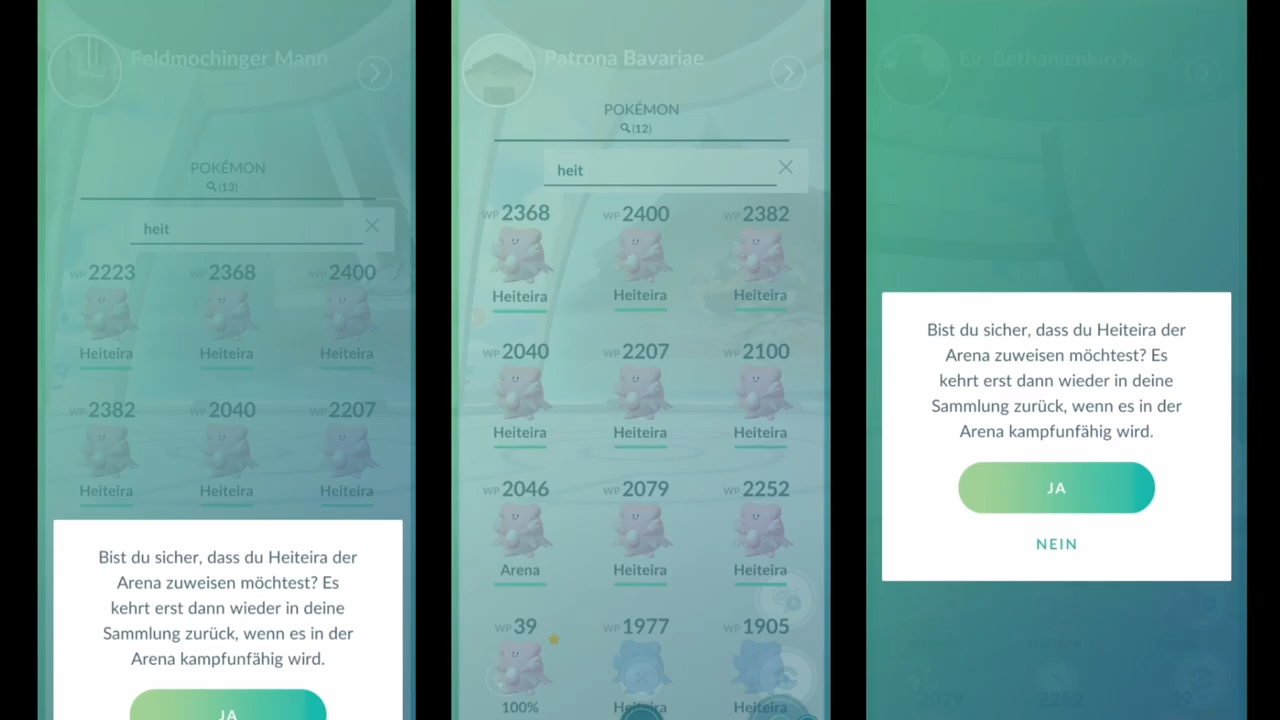 Feldmochinger Mann
POKÉMON
(13)
heit
WP 2223 WP 2368 WP 2400
Heiteira Heiteira Heiteira
WP 2382 WP 2040 WP 2207
Heiteira Heiteira Heiteira
Bist du sicher, dass du Heiteira der
Arena zuweisen möchtest? Es
kehrt erst dann wieder in deine
Sammlung zurück, wenn es in der
Arena kampfunfähig wird.
JA
Patrona Bavariae
POKÉMON
(12)
heit
WP 2368 WP 2400 WP 2382
Heiteira Heiteira Heiteira
WP 2040 WP 2207 WP 2100
Heiteira Heiteira Heiteira
WP 2046 WP 2079 WP 2252
Arena Heiteira Heiteira
WP 39 WP 1977 WP 1905
100% Heiteira Heiteira
Ev. Bethanienkirche
Bist du sicher, dass du Heiteira der
Arena zuweisen möchtest? Es
kehrt erst dann wieder in deine
Sammlung zurück, wenn es in der
Arena kampfunfähig wird.
JA
NEIN
2079 2252 39